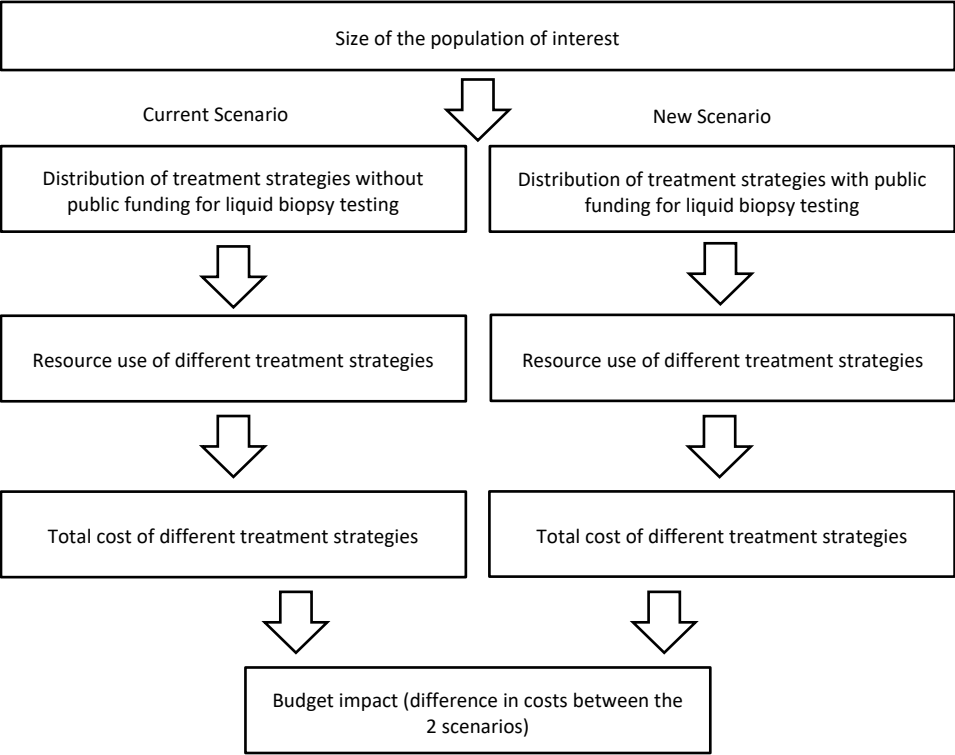 Size of the population of interest
Current Scenario
New Scenario
Distribution of treatment strategies without
public funding for liquid biopsy testing
Distribution of treatment strategies with public
funding for liquid biopsy testing
Resource use of different treatment strategies
Resource use of different treatment strategies
Total cost of different treatment strategies
Total cost of different treatment strategies
Budget impact (difference in costs between the
2 scenarios)